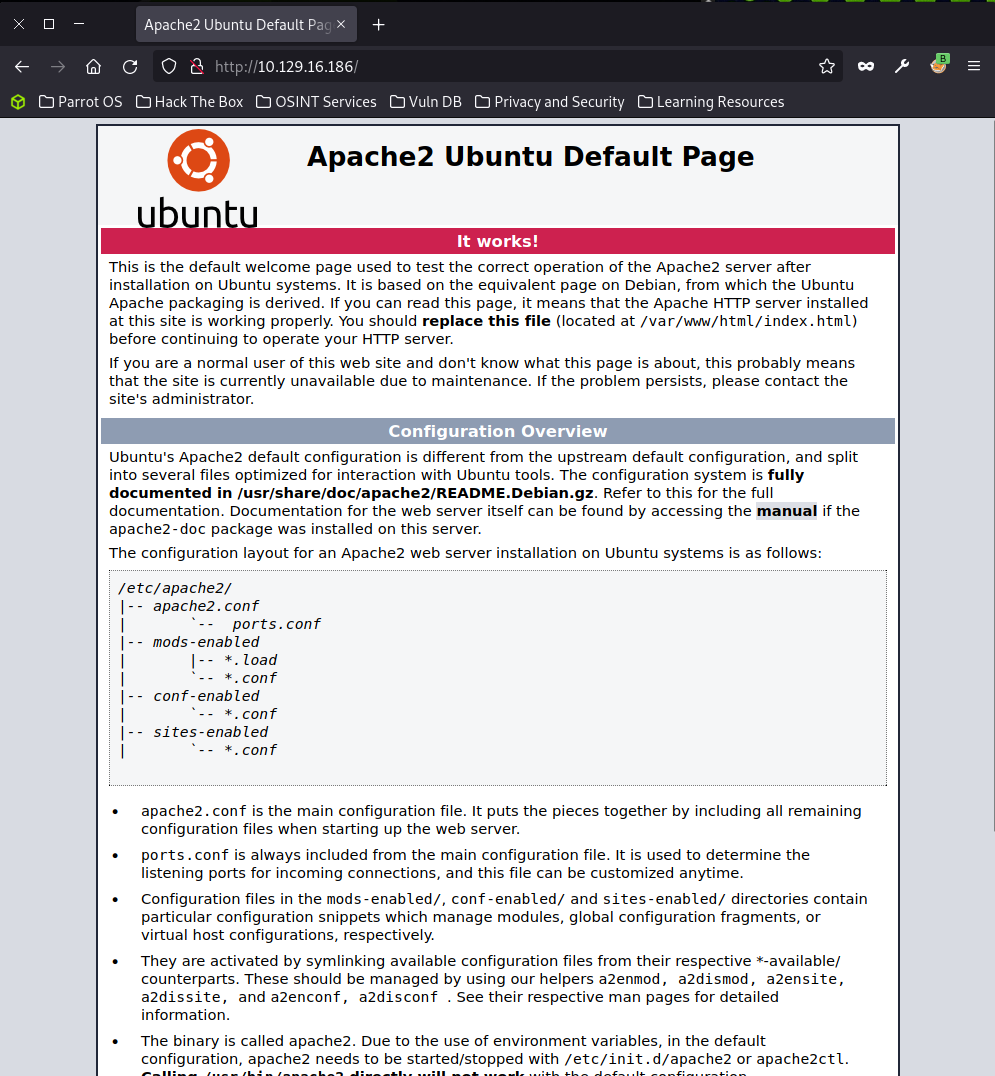 Apache2 Ubuntu Default Pag
http://10.129.16.186/
B
Parrot OS Hack The Box OSINT Services Vuln DB Privacy and Security Learning Resources
ubuntu
Apache2 Ubuntu Default Page
It works!
This is the default welcome page used to test the correct operation of the Apache2 server after
installation on Ubuntu systems. It is based on the equivalent page on Debian, from which the Ubuntu
Apache packaging is derived. If you can read this page, it means that the Apache HTTP server installed
at this site is working properly. You should replace this file (located at /var/www/html/index.html)
before continuing to operate your HTTP server.
If you are a normal user of this web site and don't know what this page is about, this probably means
that the site is currently unavailable due to maintenance. If the problem persists, please contact the
site's administrator.
Configuration Overview
Ubuntu's Apache2 default configuration is different from the upstream default configuration, and split
into several files optimized for interaction with Ubuntu tools. The configuration system is fully
documented in /usr/share/doc/apache2/README.Debian.gz. Refer to this for the full
documentation. Documentation for the web server itself can be found by accessing the manual if the
apache2-doc package was installed on this server.
The configuration layout for an Apache2 web server installation on Ubuntu systems is as follows:
/etc/apache2/
|-- apache2.conf
|       `--  ports.conf
|-- mods-enabled
|       |-- *.load
|       `-- *.conf
|-- conf-enabled
|       `-- *.conf
|-- sites-enabled
|       `-- *.conf
• apache2.conf is the main configuration file. It puts the pieces together by including all remaining
configuration files when starting up the web server.
• ports.conf is always included from the main configuration file. It is used to determine the
listening ports for incoming connections, and this file can be customized anytime.
• Configuration files in the mods-enabled/, conf-enabled/ and sites-enabled/ directories contain
particular configuration snippets which manage modules, global configuration fragments, or
virtual host configurations, respectively.
• They are activated by symlinking available configuration files from their respective *-available/
counterparts. These should be managed by using our helpers a2enmod, a2dismod, a2ensite,
a2dissite, and a2enconf, a2disconf . See their respective man pages for detailed
information.
• The binary is called apache2. Due to the use of environment variables, in the default
configuration, apache2 needs to be started/stopped with /etc/init.d/apache2 or apache2ctl.
Calling /usr/bin/apache2 directly will not work with the default configuration.